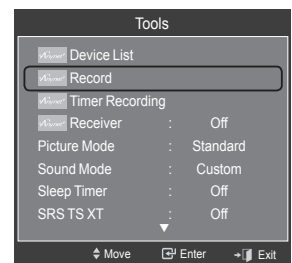 Tools
Device List
Record
Timer Recording
Receiver : Off
Picture Mode : Standard
Sound Mode : Custom
Sleep Timer : Off
SRS TS XT : Off
Move Enter Exit